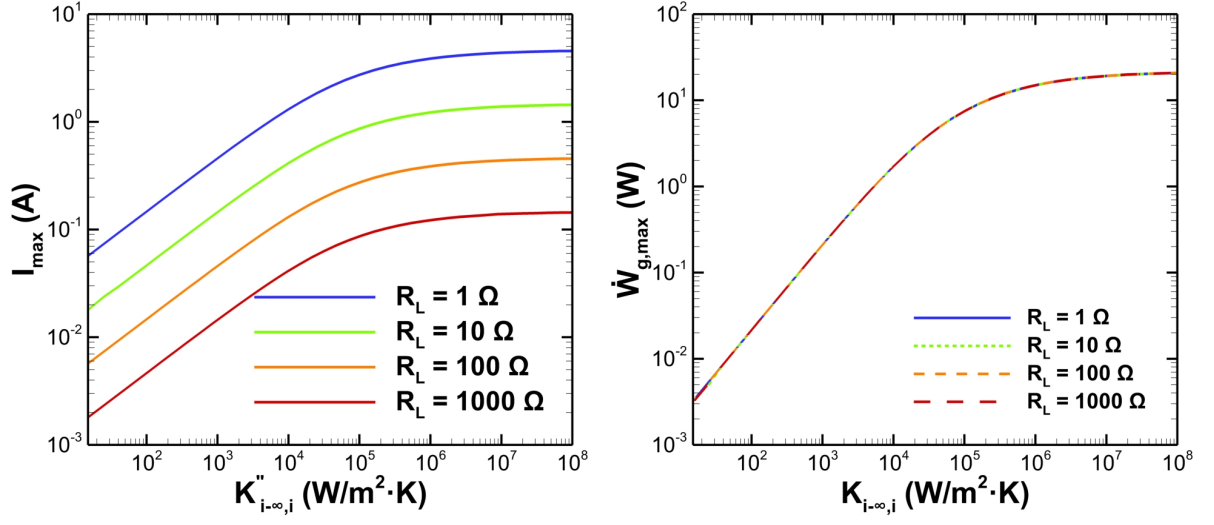 10¹
10⁰
10⁻¹
10⁻²
10⁻³
I_max (A)
R_L = 1 Ω
R_L = 10 Ω
R_L = 100 Ω
R_L = 1000 Ω
10² 10³ 10⁴ 10⁵ 10⁶ 10⁷ 10⁸
K"_i-∞,i (W/m²·K)
10²
10¹
10⁰
10⁻¹
10⁻²
10⁻³
Ẇ_g,max (W)
R_L = 1 Ω
R_L = 10 Ω
R_L = 100 Ω
R_L = 1000 Ω
10² 10³ 10⁴ 10⁵ 10⁶ 10⁷ 10⁸
K_i-∞,i (W/m²·K)